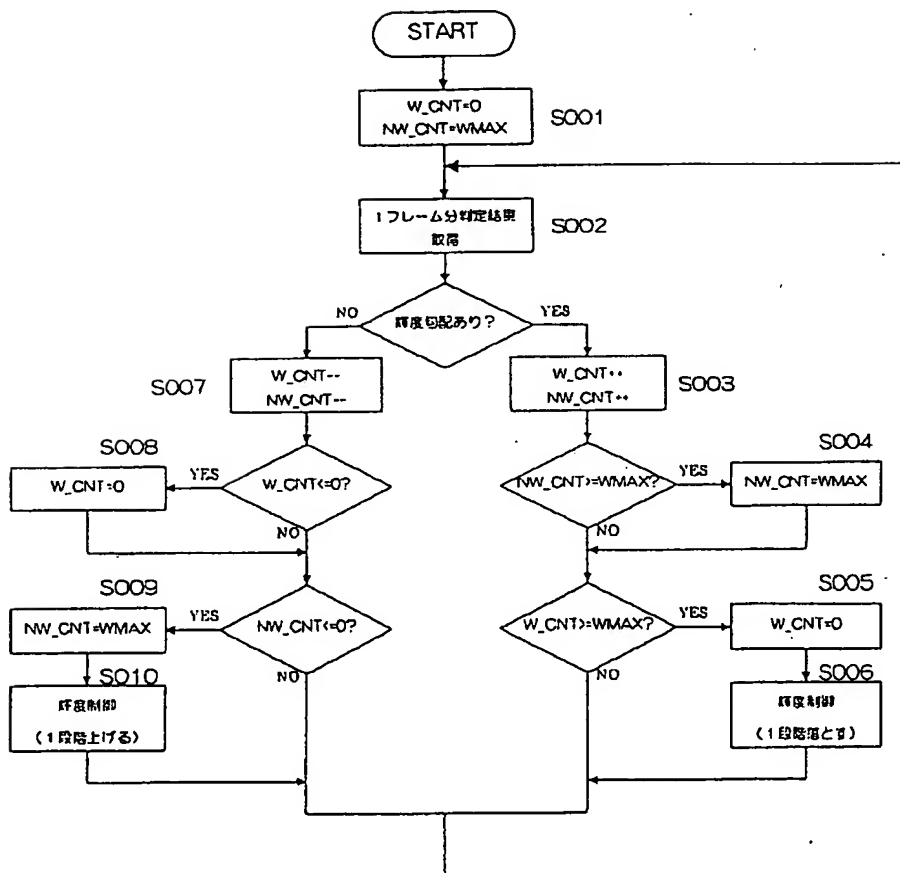 START
W_CNT=0
NW_CNT=WMAX
S001
1フレーム分判定結果
取得
S002
輝度勾配あり?
NO
YES
S007
W_CNT--
NW_CNT--
W_CNT++
NW_CNT++
S003
S008
W_CNT=0
YES
W_CNT<=0?
NO
NW_CNT>=WMAX?
YES
NO
S004
NW_CNT=WMAX
S009
NW_CNT=WMAX
YES
NW_CNT<=0?
NO
W_CNT>=WMAX?
YES
NO
S005
W_CNT=0
S010
輝度制御
(1段階上げる)
S006
輝度制御
(1段階落とす)